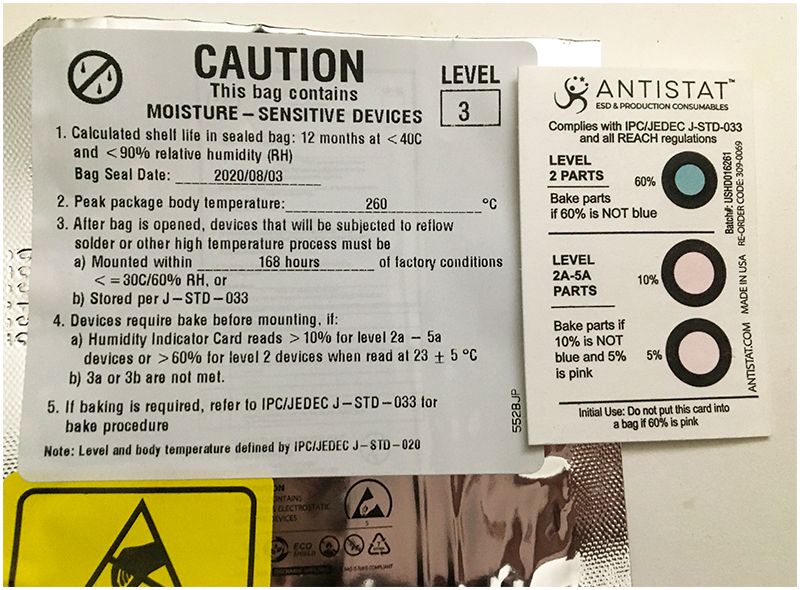 CAUTION
This bag contains
MOISTURE – SENSITIVE DEVICES
LEVEL
3
1. Calculated shelf life in sealed bag: 12 months at <40C
and <90% relative humidity (RH)
Bag Seal Date: 2020/08/03
2. Peak package body temperature: 260 °C
3. After bag is opened, devices that will be subjected to reflow
solder or other high temperature process must be
a) Mounted within 168 hours of factory conditions
<=30C/60% RH, or
b) Stored per J–STD–033
4. Devices require bake before mounting, if:
a) Humidity Indicator Card reads >10% for level 2a – 5a
devices or >60% for level 2 devices when read at 23 ± 5 °C
b) 3a or 3b are not met.
5. If baking is required, refer to IPC/JEDEC J–STD–033 for
bake procedure
Note: Level and body temperature defined by IPC/JEDEC J–STD–020
552BJP
ANTISTAT™
ESD & PRODUCTION CONSUMABLES
Complies with IPC/JEDEC J-STD-033
and all REACH regulations
LEVEL
2 PARTS
60%
Bake parts
if 60% is NOT blue
LEVEL
2A-5A
PARTS
10%
Bake parts if
10% is NOT
blue and 5%
is pink
5%
Initial Use: Do not put this card into
a bag if 60% is pink
Batch#: USHD016261
RE-ORDER CODE: 309-0069
ANTISTAT.COM MADE IN USA
ON
ONTAINS
ELECTROSTATIC
DEVICES
S
ECO
SHIELD